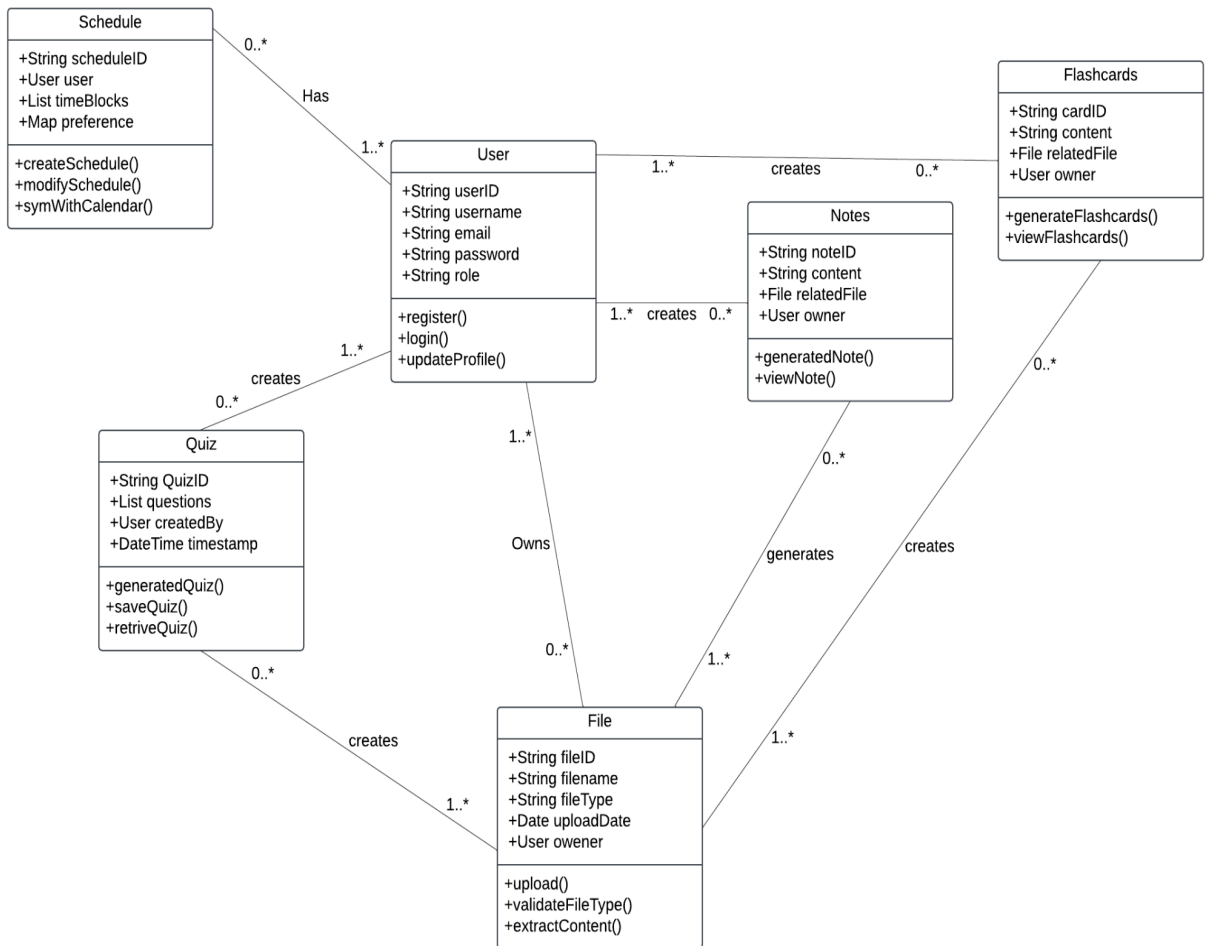 Schedule
+String scheduleID
+User user
+List timeBlocks
+Map preference
+createSchedule()
+modifySchedule()
+symWithCalendar()
0..*
Has
1..*
User
+String userID
+String username
+String email
+String password
+String role
+register()
+login()
+updateProfile()
1..*
creates
0..*
Flashcards
+String cardID
+String content
+File relatedFile
+User owner
+generateFlashcards()
+viewFlashcards()
1..* creates 0..*
Notes
+String noteID
+String content
+File relatedFile
+User owner
+generatedNote()
+viewNote()
1..*
creates
0..*
Quiz
+String QuizID
+List questions
+User createdBy
+DateTime timestamp
+generatedQuiz()
+saveQuiz()
+retriveQuiz()
1..*
Owns
0..*
0..*
generates
1..*
0..*
creates
1..*
0..*
creates
1..*
File
+String fileID
+String filename
+String fileType
+Date uploadDate
+User owener
+upload()
+validateFileType()
+extractContent()